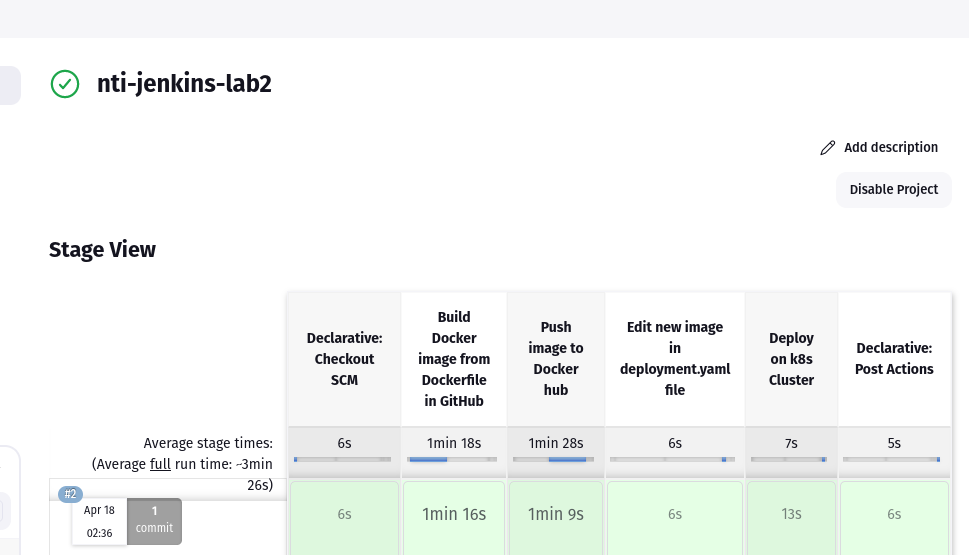 nti-jenkins-lab2
Add description
Disable Project
Stage View
Declarative:
Checkout
SCM
Build
Docker
image from
Dockerfile
in GitHub
Push
image to
Docker
hub
Edit new image
in
deployment.yaml
file
Deploy
on k8s
Cluster
Declarative:
Post Actions
Average stage times:
(Average full run time: ~3min
26s)
6s
1min 18s
1min 28s
6s
7s
5s
#2
Apr 18
02:36
1
commit
6s
1min 16s
1min 9s
6s
13s
6s